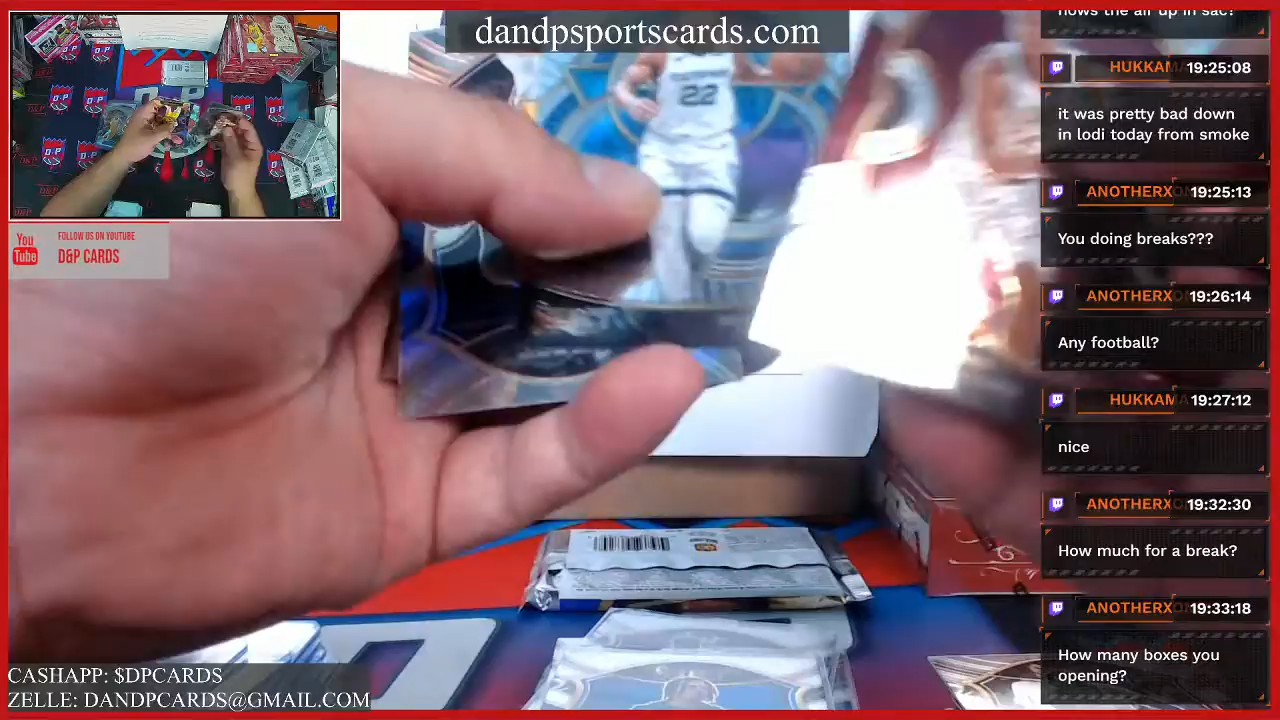 dandpsportscards.com
You
Tube
FOLLOW US ON YOUTUBE
D&P CARDS
22
hows the air up in sac?
HUKKAM 19:25:08
it was pretty bad down
in lodi today from smoke
ANOTHERX 19:25:13
You doing breaks???
ANOTHERX 19:26:14
Any football?
HUKKAM 19:27:12
nice
ANOTHERX 19:32:30
How much for a break?
ANOTHERX 19:33:18
How many boxes you
opening?
CASHAPP: $DPCARDS
ZELLE: DANDPCARDS@GMAIL.COM